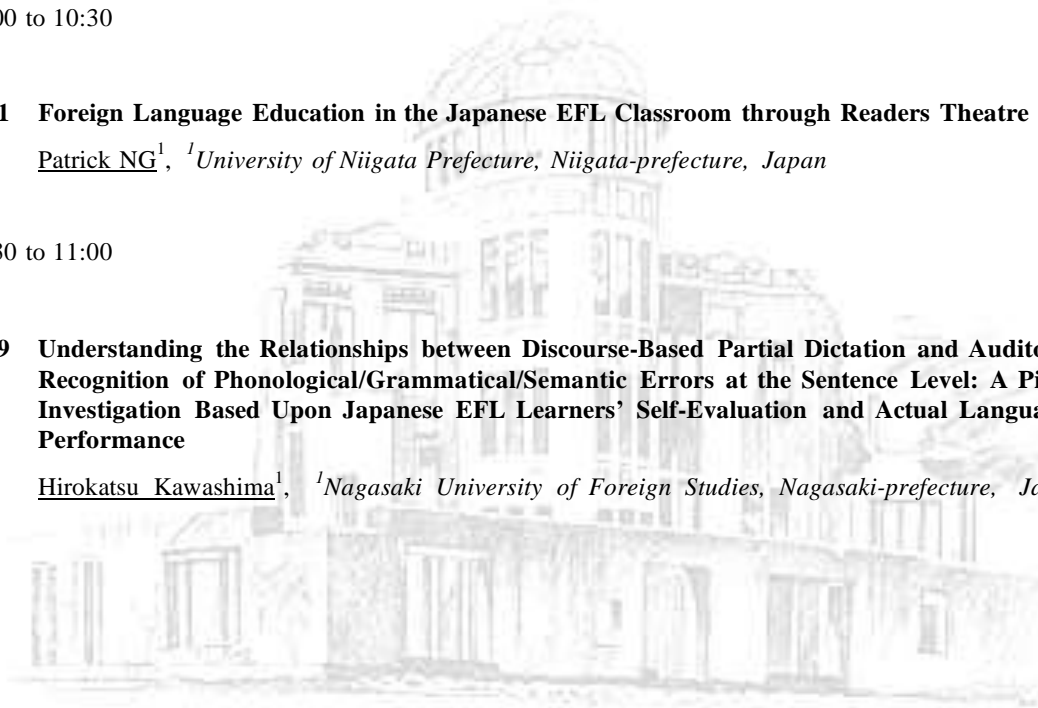 00 to 10:30
1 Foreign Language Education in the Japanese EFL Classroom through Readers Theatre
Patrick NG1, 1University of Niigata Prefecture, Niigata-prefecture, Japan
30 to 11:00
9 Understanding the Relationships between Discourse-Based Partial Dictation and Audito
Recognition of Phonological/Grammatical/Semantic Errors at the Sentence Level: A Pi
Investigation Based Upon Japanese EFL Learners’ Self-Evaluation and Actual Langua
Performance
Hirokatsu Kawashima1, 1Nagasaki University of Foreign Studies, Nagasaki-prefecture, Ja